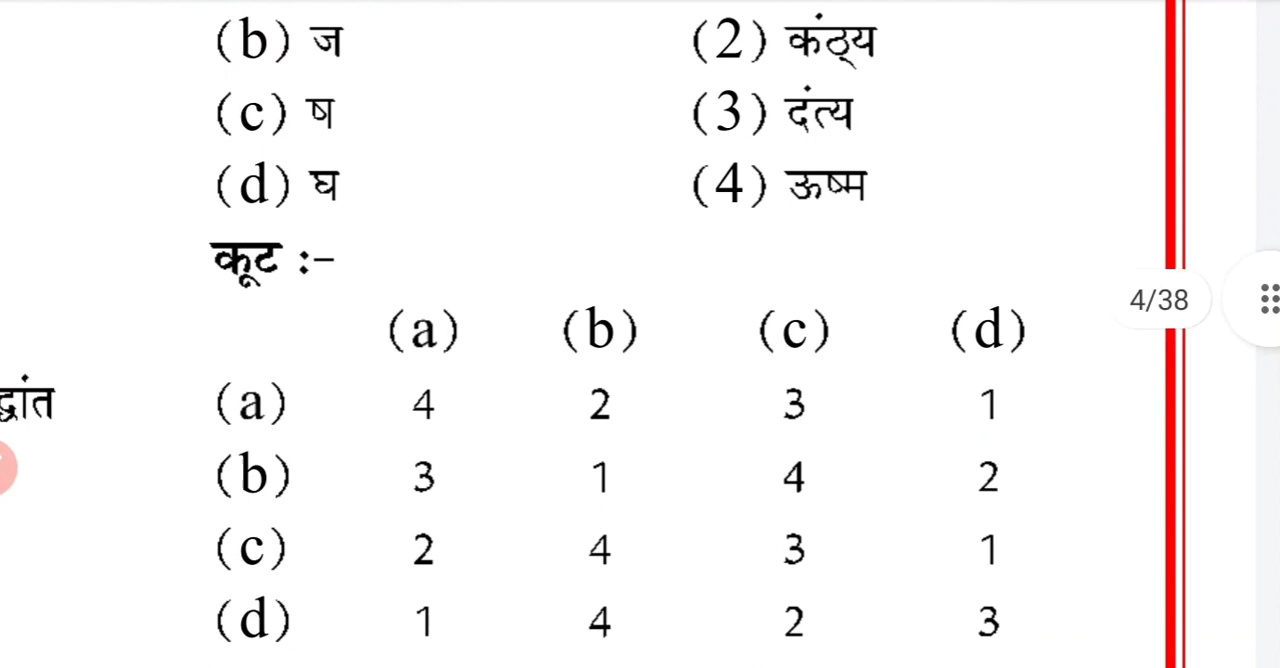 (b) ज (2) कंठ्य
(c) ष (3) दंत्य
(d) घ (4) ऊष्म
कूट :-
4/38
(a) (b) (c) (d)
द्धांत (a) 4 2 3 1
(b) 3 1 4 2
(c) 2 4 3 1
(d) 1 4 2 3